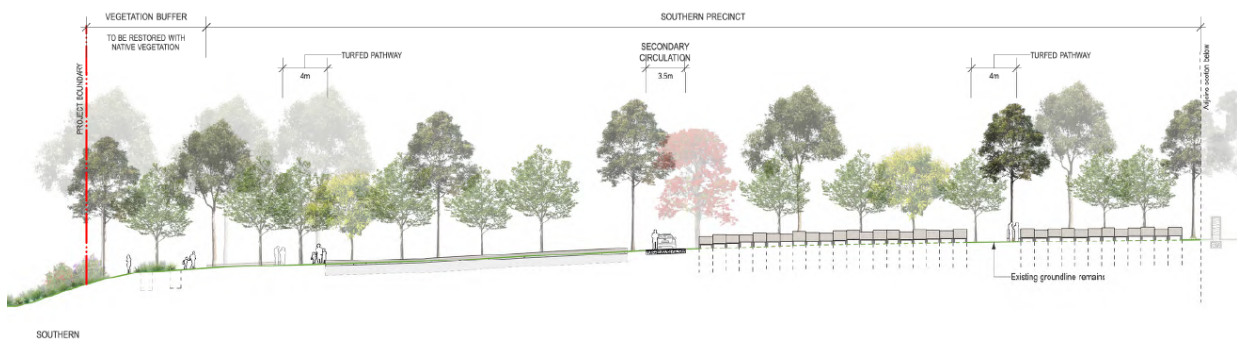 VEGETATION BUFFER
SOUTHERN PRECINCT
TO BE RESTORED WITH
NATIVE VEGETATION
PROJECT BOUNDARY
TURFED PATHWAY
4m
SECONDARY
CIRCULATION
3.5m
TURFED PATHWAY
4m
Existing groundline remains
SOUTHERN